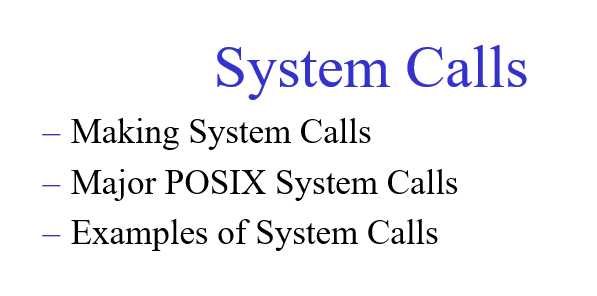 System Calls
– Making System Calls
– Major POSIX System Calls
– Examples of System Calls